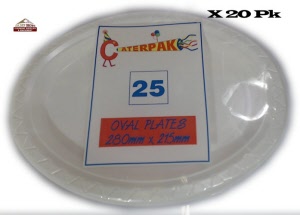 X 20 Pk
CATERPAK
25
OVAL PLATES
280mm x 215mm